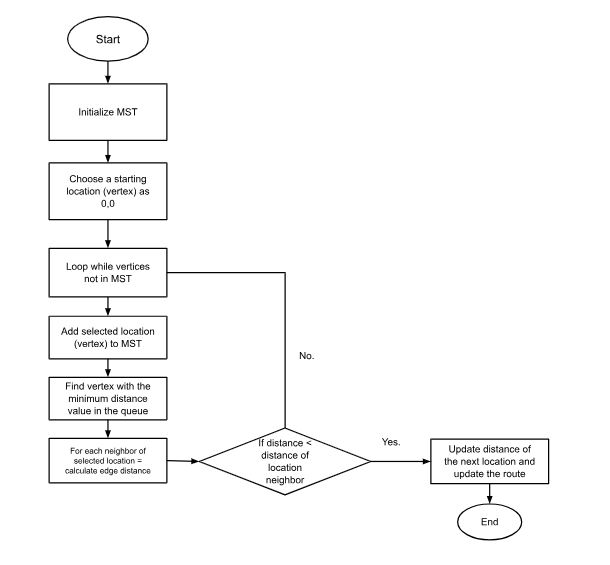 Start
Initialize MST
Choose a starting
location (vertex) as
0,0
Loop while vertices
not in MST
Add selected location
(vertex) to MST
Find vertex with the
minimum distance
value in the queue
For each neighbor of
selected location =
calculate edge distance
If distance <
distance of
location
neighbor
No.
Yes.
Update distance of
the next location and
update the route
End